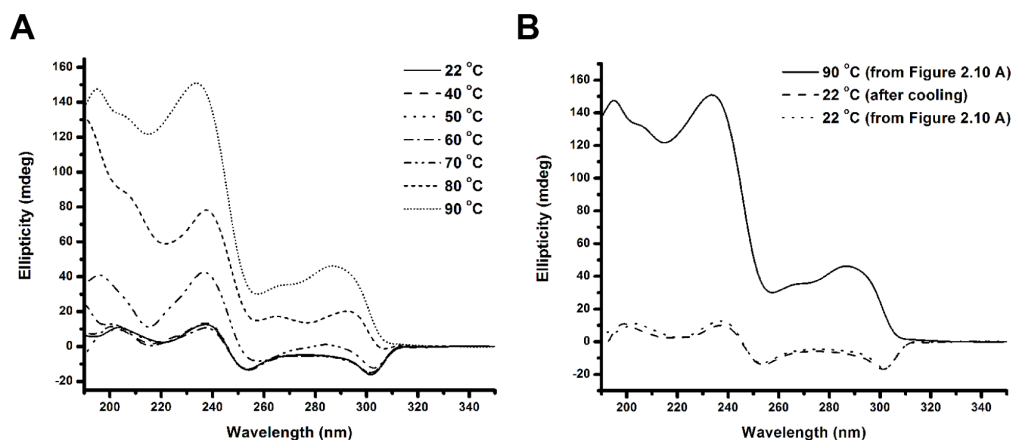 A
B
22 °C
40 °C
50 °C
60 °C
70 °C
80 °C
90 °C
90 °C (from Figure 2.10 A)
22 °C (after cooling)
22 °C (from Figure 2.10 A)
Ellipticity (mdeg)
160
140
120
100
80
60
40
20
0
-20
200 220 240 260 280 300 320 340
Wavelength (nm)
Ellipticity (mdeg)
160
140
120
100
80
60
40
20
0
-20
200 220 240 260 280 300 320 340
Wavelength (nm)